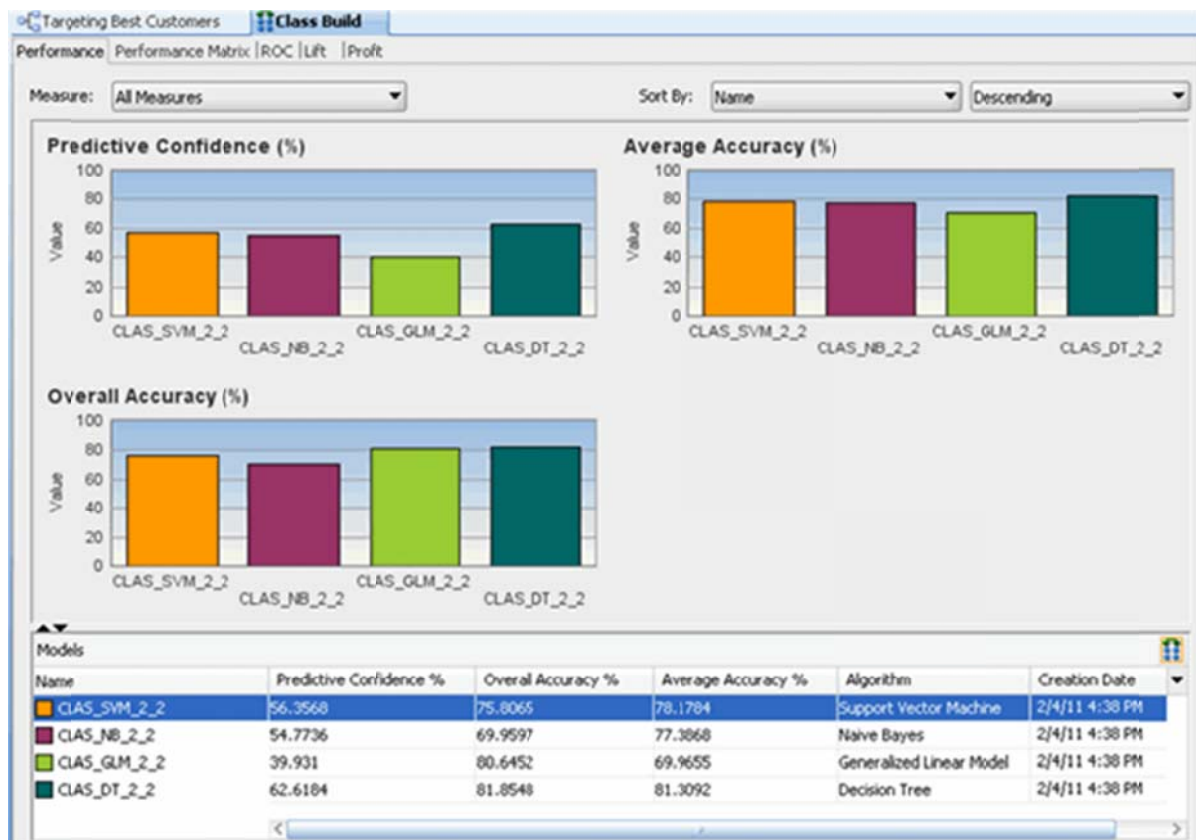 Targeting Best Customers Class Build
Performance Performance Matrix ROC Lift Profit
Measure: All Measures Sort By: Name Descending
Predictive Confidence (%)
100
80
60
40
20
0
Value
CLAS_SVM_2_2
CLAS_NB_2_2
CLAS_GLM_2_2
CLAS_DT_2_2
Average Accuracy (%)
100
80
60
40
20
0
Value
CLAS_SVM_2_2
CLAS_NB_2_2
CLAS_GLM_2_2
CLAS_DT_2_2
Overall Accuracy (%)
100
80
60
40
20
0
Value
CLAS_SVM_2_2
CLAS_NB_2_2
CLAS_GLM_2_2
CLAS_DT_2_2
Models
Name Predictive Confidence % Overal Accuracy % Average Accuracy % Algorithm Creation Date
CLAS_SVM_2_2 56.3568 75.8065 78.1784 Support Vector Machine 2/4/11 4:38 PM
CLAS_NB_2_2 54.7736 69.9597 77.3868 Naive Bayes 2/4/11 4:38 PM
CLAS_GLM_2_2 39.931 80.6452 69.9655 Generalized Linear Model 2/4/11 4:38 PM
CLAS_DT_2_2 62.6184 81.8548 81.3092 Decision Tree 2/4/11 4:38 PM